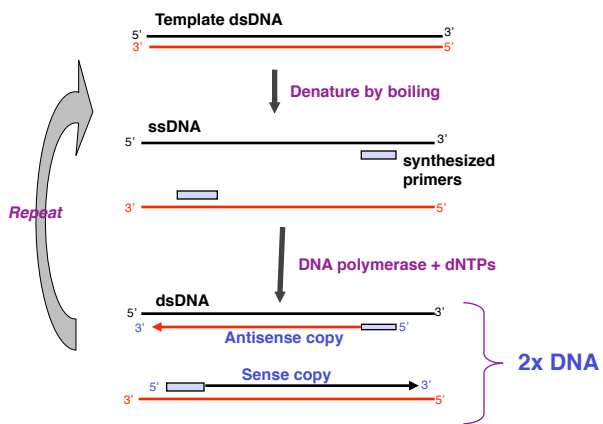 Template dsDNA
5’ 3’
3’ 5’
Denature by boiling
ssDNA
5’ 3’
synthesized
primers
Repeat
3’ 5’
DNA polymerase + dNTPs
dsDNA
5’ 3’
3’ 5’
Antisense copy
2x DNA
Sense copy
5’ 3’
3’ 5’